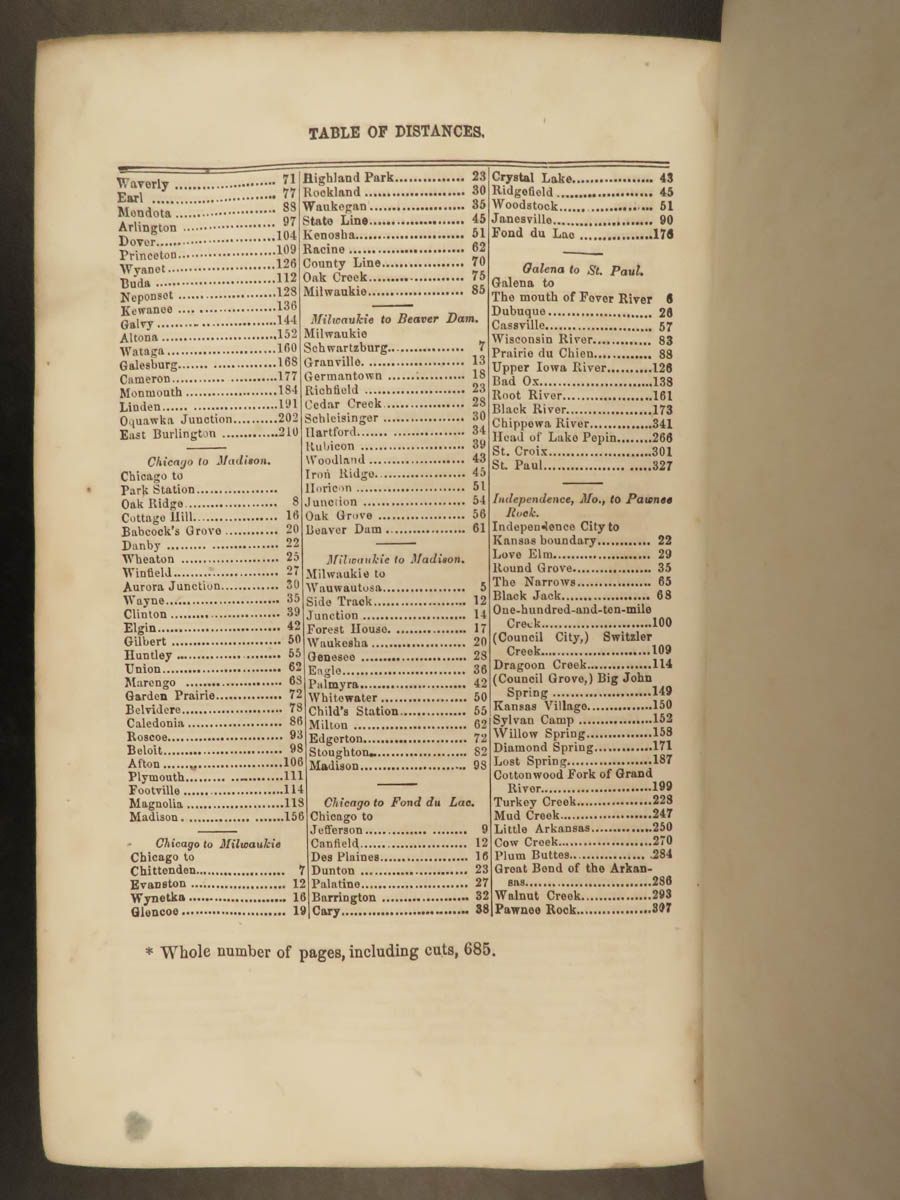 TABLE OF DISTANCES.
Waverly ........................ 71
Earl ............................ 77
Mendota ........................ 88
Arlington ...................... 97
Dover............................104
Princeton........................109
Wyanet..........................126
Buda ............................112
Neponset ........................128
Kewanee ........................136
Galvy ..........................144
Altona ..........................152
Wataga..........................160
Galesburg........................168
Cameron........................177
Monmouth ......................184
Linden..........................191
Oquawka Junction..........202
East Burlington ............210
Chicago to Madison.
Chicago to
Park Station..................
Oak Ridge...................... 8
Cottage Hill.................. 16
Babcock's Grove ............ 20
Danby ........................ 22
Wheaton ...................... 25
Winfield...................... 27
Aurora Junction.............. 30
Wayne.......................... 35
Clinton ........................ 39
Elgin............................ 42
Gilbert ........................ 50
Huntley ........................ 55
Union............................ 62
Marengo ...................... 68
Garden Prairie................ 72
Belvidere...................... 78
Caledonia ...................... 86
Roscoe.......................... 93
Beloit............................ 98
Afton ..........................106
Plymouth......................111
Footville ......................114
Magnolia ......................118
Madison........................156
Chicago to Milwaukie
Chicago to
Chittenden.................... 7
Evanston ...................... 12
Wynetka ...................... 16
Glencoe ........................ 19
Highland Park................ 23
Rockland ...................... 30
Waukegan...................... 35
State Line...................... 45
Kenosha........................ 51
Racine .......................... 62
County Line.................... 70
Oak Creek...................... 75
Milwaukie...................... 85
Milwaukie to Beaver Dam.
Milwaukie
Schwartzburg................ 7
Granville...................... 13
Germantown .................. 18
Richfield ...................... 23
Cedar Creek.................... 28
Schleisinger .................. 30
Hartford........................ 34
Rubicon ........................ 39
Woodland ...................... 43
Iron Ridge...................... 45
Horicon ........................ 51
Junction ........................ 54
Oak Grove .................... 56
Beaver Dam .................. 61
Milwaukie to Madison.
Milwaukie to
Wauwautosa.................. 5
Side Track...................... 12
Junction ........................ 14
Forest House. ................ 17
Waukesha ...................... 20
Genesee ........................ 28
Eagle............................ 36
Palmyra........................ 42
Whitewater .................... 50
Child's Station................ 55
Milton .......................... 62
Edgerton........................ 72
Stoughton...................... 82
Madison........................ 98
Chicago to Fond du Lac.
Chicago to
Jefferson........................ 9
Canfield........................ 12
Des Plaines.................... 16
Dunton ........................ 23
Palatine........................ 27
Barrington .................... 32
Cary............................ 38
Crystal Lake.................. 43
Ridgefield...................... 45
Woodstock.................... 51
Janesville...................... 90
Fond du Lac ................176
Galena to St. Paul.
Galena to
The mouth of Fever River 6
Dubuque...................... 26
Cassville........................ 57
Wisconsin River.............. 83
Prairie du Chien.............. 88
Upper Iowa River..........126
Bad Ox........................138
Root River....................161
Black River....................173
Chippewa River..............341
Head of Lake Pepin........266
St. Croix......................301
St. Paul........................327
Independence, Mo., to Pawnee
Rock.
Independence City to
Kansas boundary............ 22
Love Elm...................... 29
Round Grove.................. 35
The Narrows.................. 65
Black Jack.................... 68
One-hundred-and-ten-mile
Creek........................100
(Council City,) Switzler
Creek........................109
Dragoon Creek..............114
(Council Grove,) Big John
Spring ......................149
Kansas Village..............150
Sylvan Camp ................152
Willow Spring..............158
Diamond Spring............171
Lost Spring..................187
Cottonwood Fork of Grand
River........................199
Turkey Creek................228
Mud Creek....................247
Little Arkansas..............250
Cow Creek....................270
Plum Buttes..................284
Great Bend of the Arkan-
sas............................286
Walnut Creek................293
Pawnee Rock................307
* Whole number of pages, including cuts, 685.